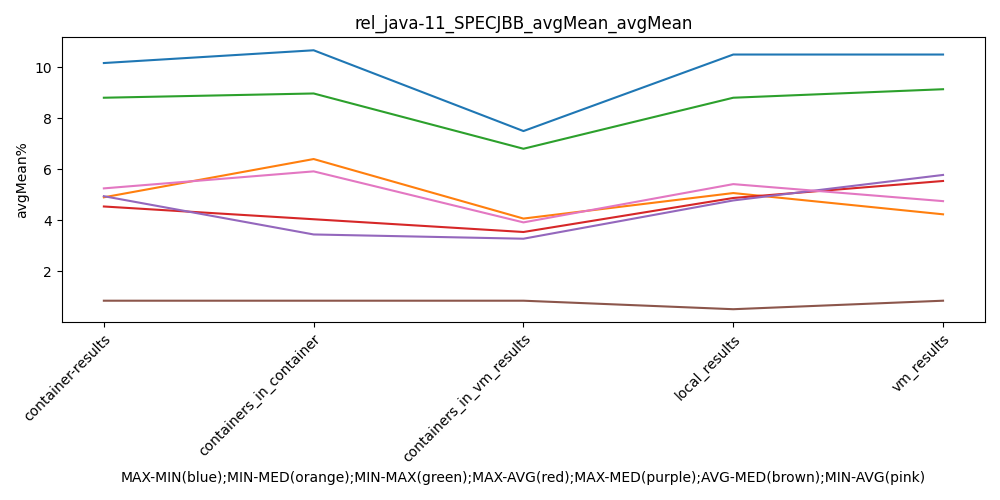 rel_java-11_SPECJBB_avgMean_avgMean
avgMean%
10
8
6
4
2
container-results
containers_in_container
containers_in_vm_results
local_results
vm_results
MAX-MIN(blue);MIN-MED(orange);MIN-MAX(green);MAX-AVG(red);MAX-MED(purple);AVG-MED(brown);MIN-AVG(pink)